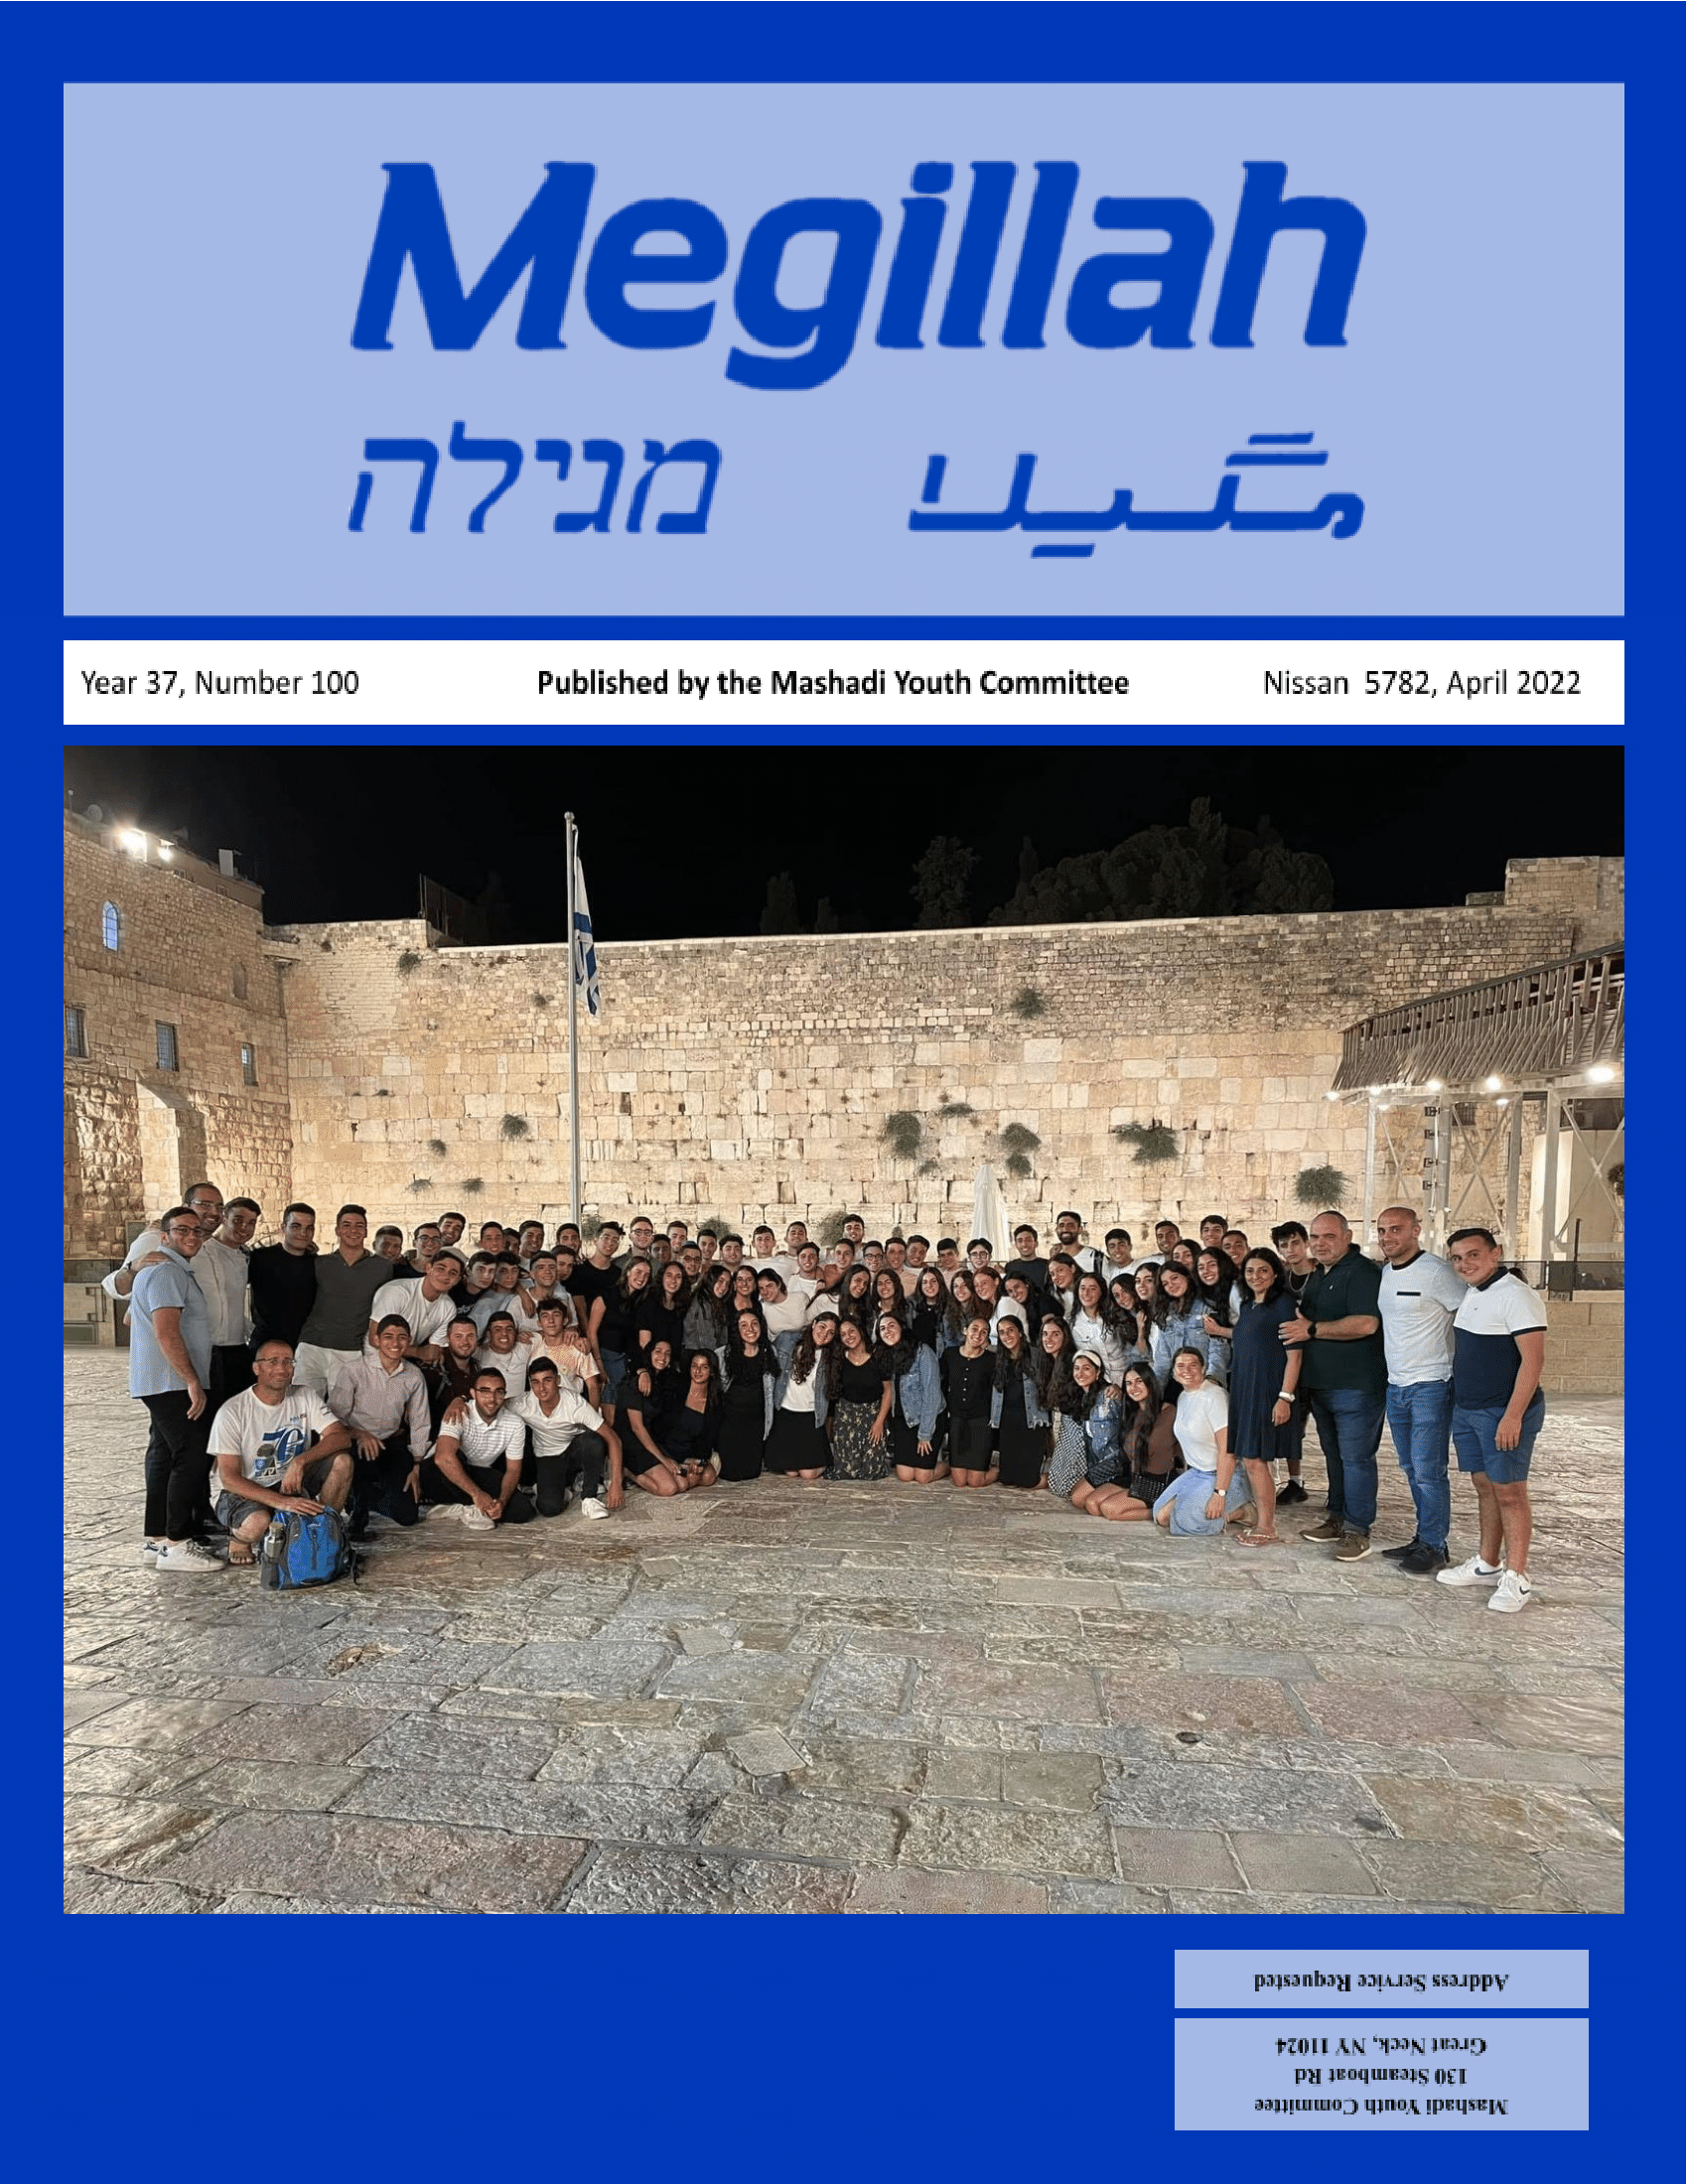 Megillah
מגילה مگیلا
Year 37, Number 100 Published by the Mashadi Youth Committee Nissan 5782, April 2022
Mashadi Youth Committee
130 Steamboat Rd
Great Neck, NY 11024
Address Service Requested